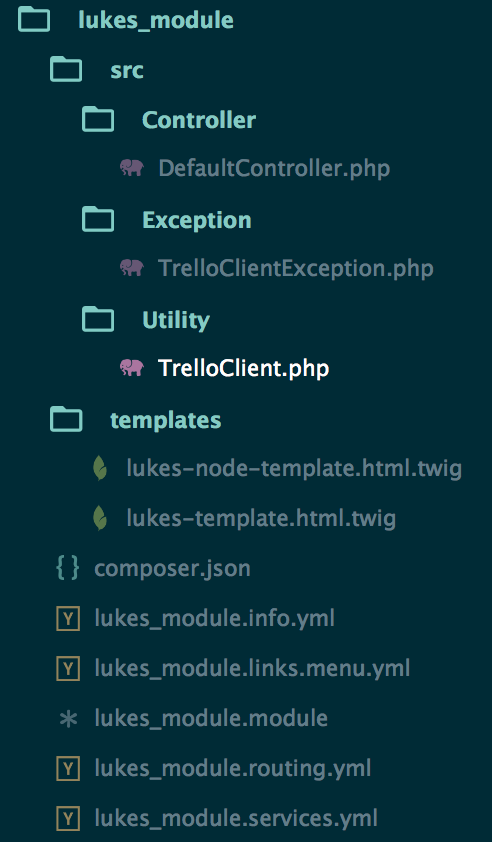 lukes_module
src
Controller
DefaultController.php
Exception
TrelloClientException.php
Utility
TrelloClient.php
templates
lukes-node-template.html.twig
lukes-template.html.twig
{} composer.json
Y lukes_module.info.yml
Y lukes_module.links.menu.yml
* lukes_module.module
Y lukes_module.routing.yml
Y lukes_module.services.yml